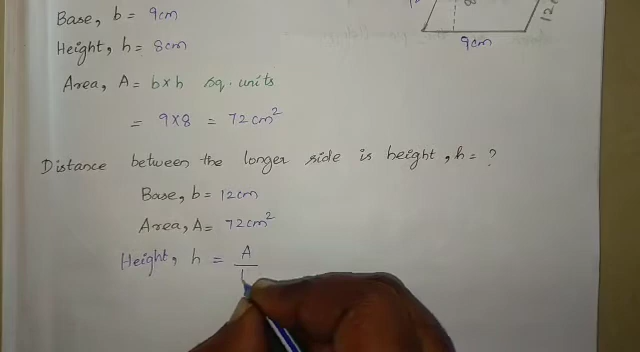 Base, b = 9cm
Height, h = 8cm
9cm
Area, A = b×h sq. units
= 9×8 = 72cm²
Distance between the longer side is height, h = ?
Base, b = 12cm
Area, A = 72cm²
Height, h = A